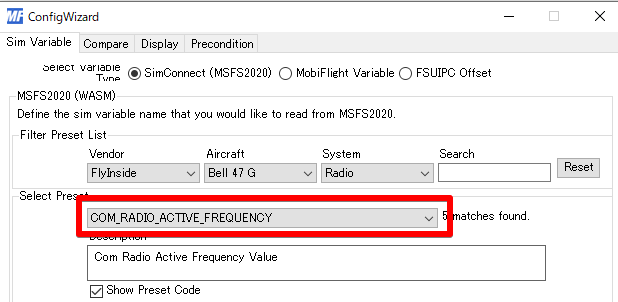 MF ConfigWizard
Sim Variable Compare Display Precondition
Select Variable Type SimConnect (MSFS2020) MobiFlight Variable FSUIPC Offset
MSFS2020 (WASM)
Define the sim variable name that you would like to read from MSFS2020.
Filter Preset List
Vendor Aircraft System Search
FlyInside Bell 47 G Radio Reset
Select Preset
COM_RADIO_ACTIVE_FREQUENCY 5 matches found.
Description
Com Radio Active Frequency Value
Show Preset Code